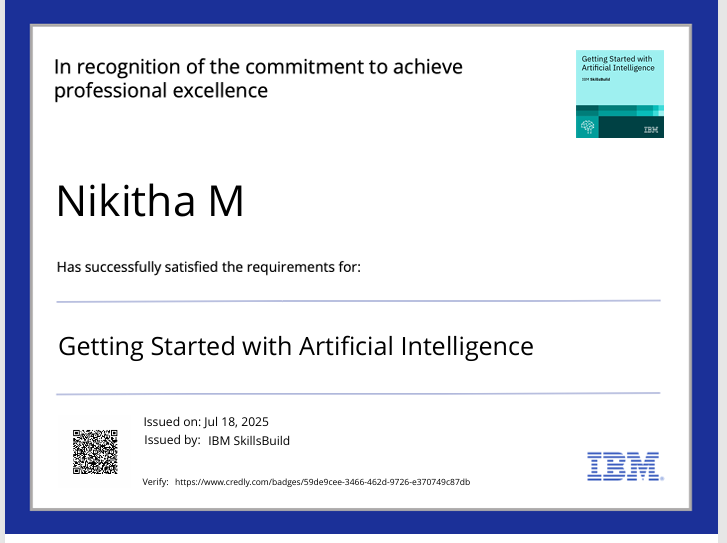 In recognition of the commitment to achieve
professional excellence
Getting Started with
Artificial Intelligence
IBM SkillsBuild
IBM
Nikitha M
Has successfully satisfied the requirements for:
Getting Started with Artificial Intelligence
Issued on: Jul 18, 2025
Issued by: IBM SkillsBuild
IBM®
Verify: https://www.credly.com/badges/59de9cee-3466-462d-9726-e370749c87db